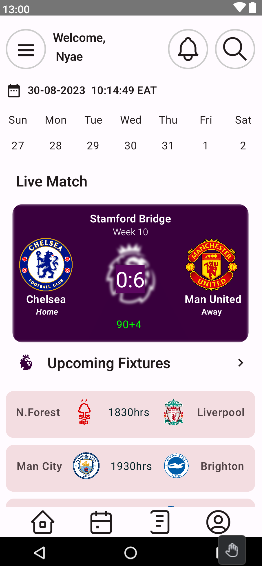 13:00
Welcome,
Nyae
30-08-2023 10:14:49 EAT
Sun Mon Tue Wed Thu Fri Sat
27 28 29 30 31 1 2
Live Match
Stamford Bridge
Week 10
CHELSEA
FOOTBALL CLUB
MANCHESTER
UNITED
0:6
Chelsea Man United
Home Away
90+4
Upcoming Fixtures
N.Forest 1830hrs Liverpool
Man City 1930hrs Brighton